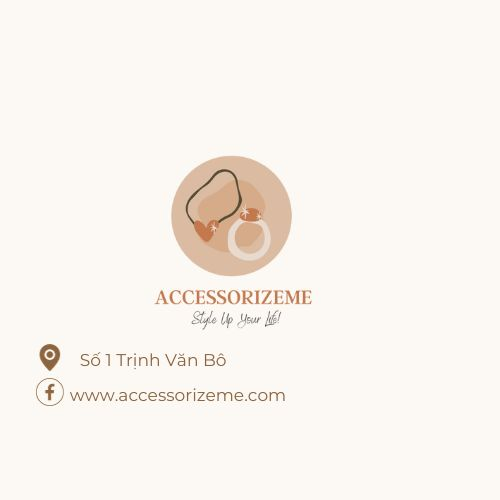 ACCESSORIZEME
Style Up Your Life!
Số 1 Trịnh Văn Bô
www.accessorizeme.com